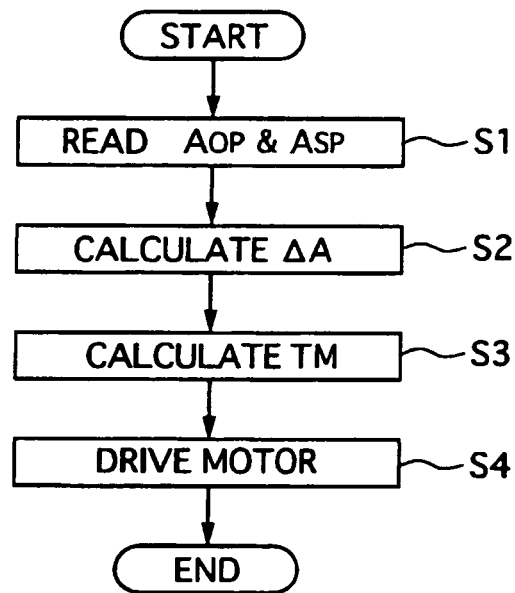 START
READ AOP & ASP
S1
CALCULATE ΔA
S2
CALCULATE TM
S3
DRIVE MOTOR
S4
END